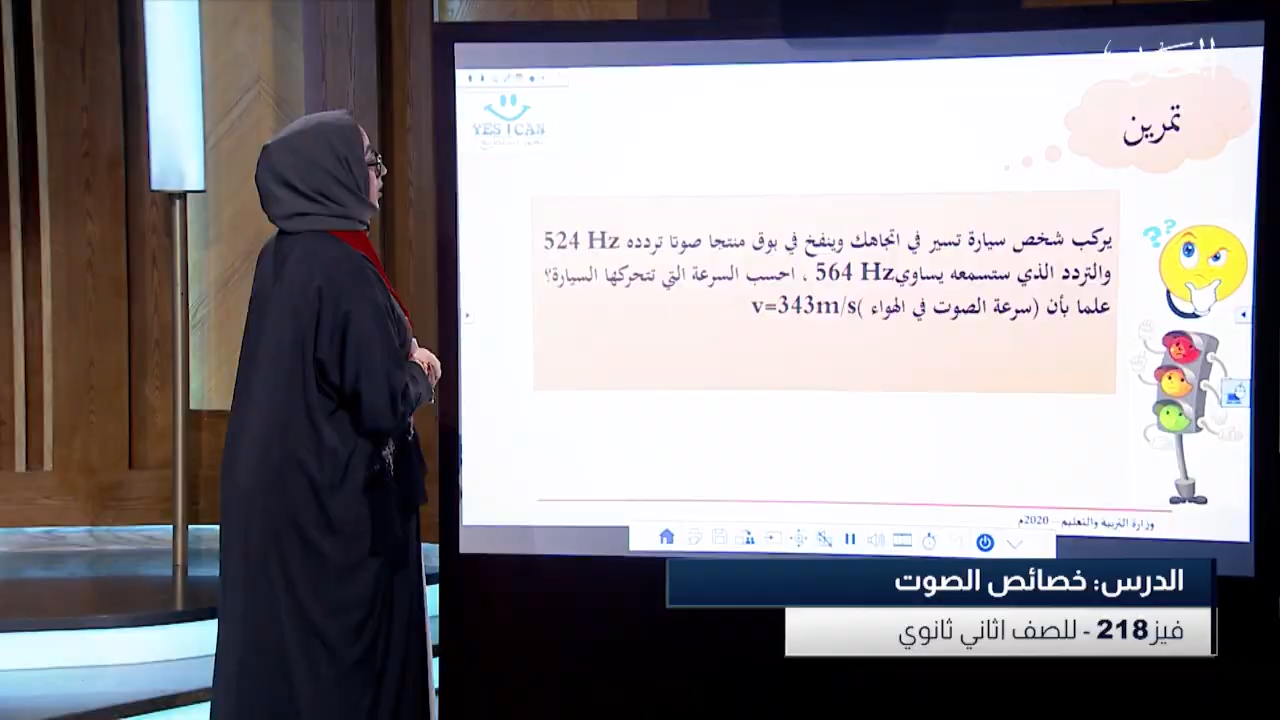 تمرين
YES I CAN
يركب شخص سيارة تسير في اتجاهك وينفخ في بوق منتجا صوتا تردده 524 Hz
والتردد الذي ستسمعه يساوي564 Hz ، احسب السرعة التي تتحركها السيارة؟
علما بأن (سرعة الصوت في الهواء )v=343m/s
وزارة التربية والتعليم – 2020م
الدرس: خصائص الصوت
فيز218 - للصف اثاني ثانوي